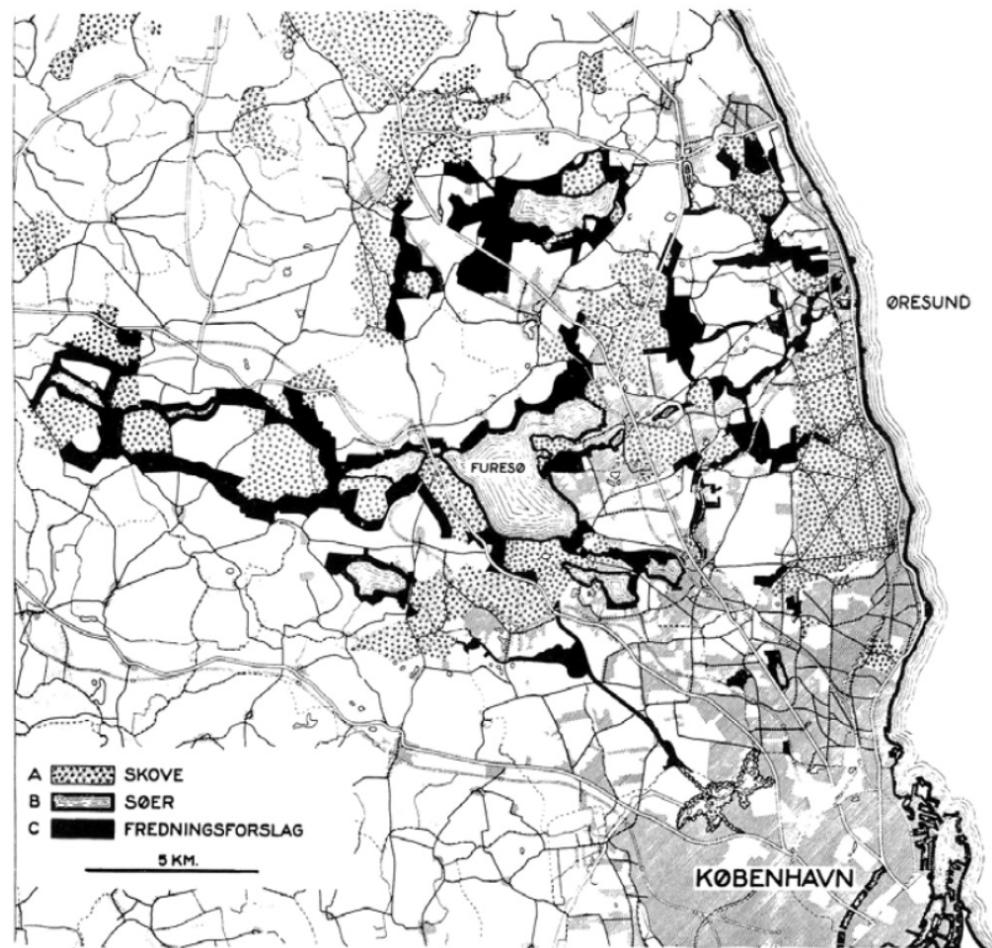 ØRESUND
FURESØ
A SKOVE
B SØER
C FREDNINGSFORSLAG
5 KM.
KØBENHAVN